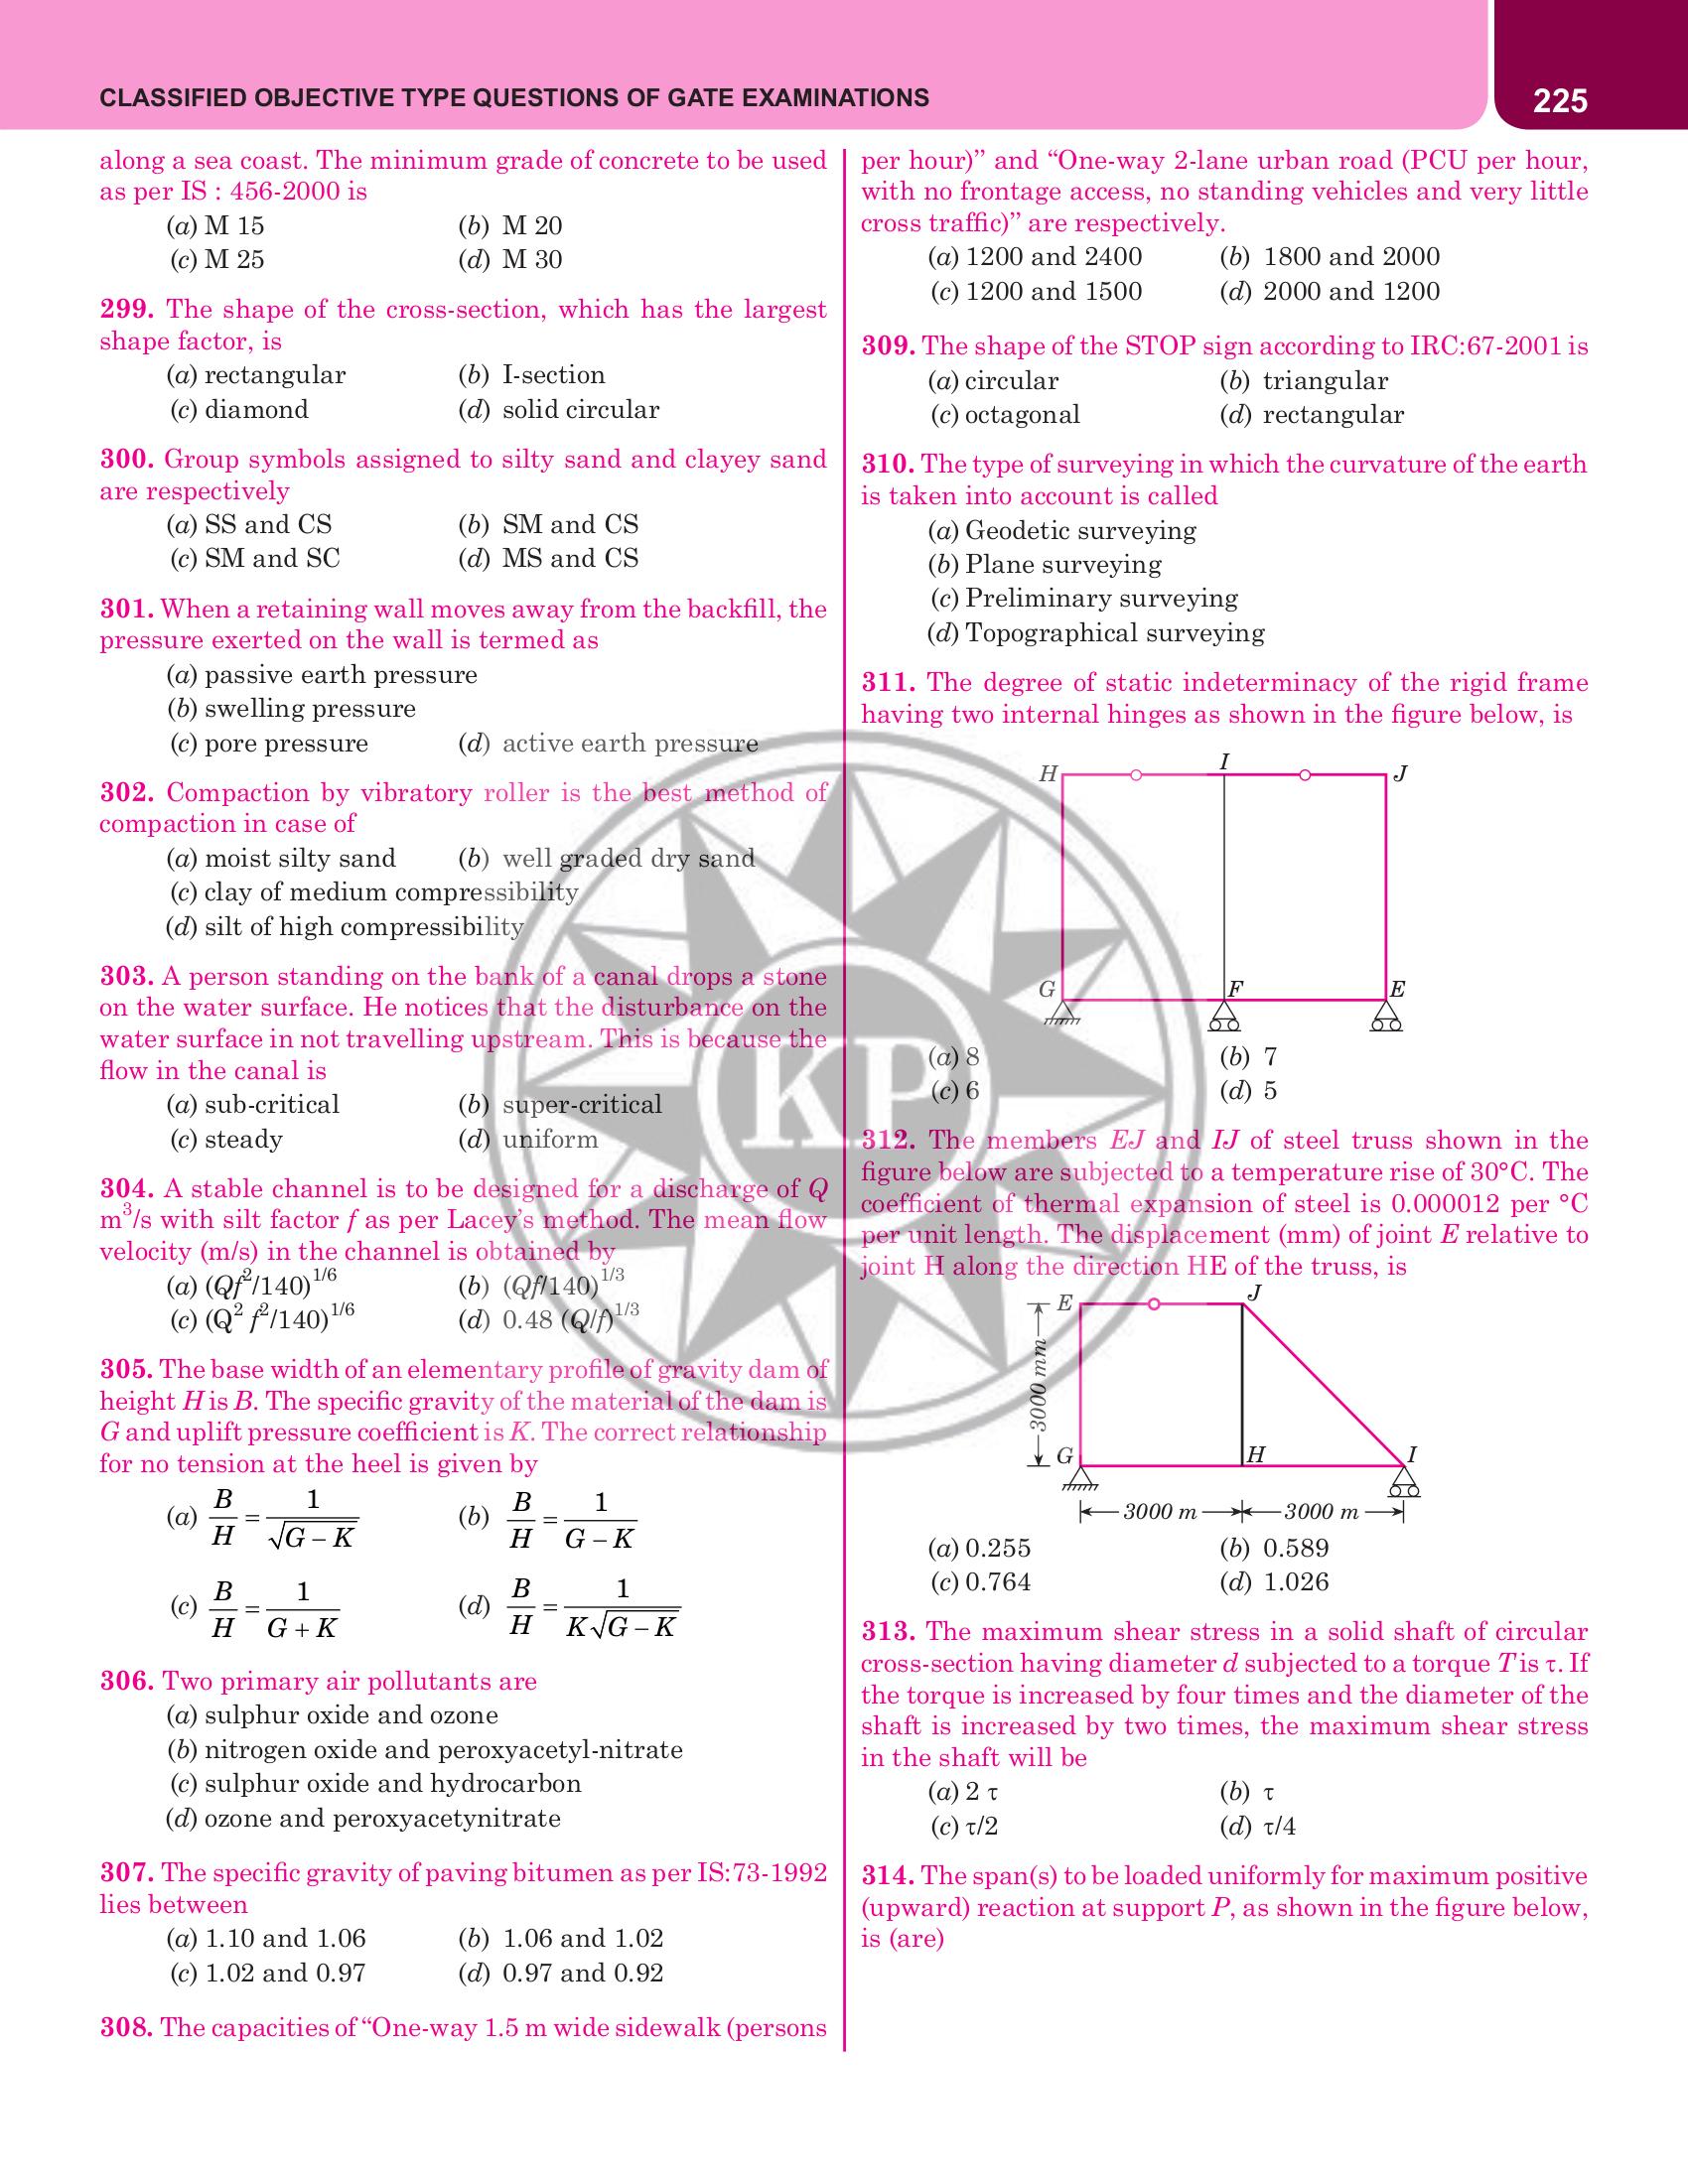 CLASSIFIED OBJECTIVE TYPE QUESTIONS OF GATE EXAMINATIONS
225
along a sea coast. The minimum grade of concrete to be used
as per IS : 456-2000 is
(a) M 15 (b) M 20
(c) M 25 (d) M 30
299. The shape of the cross-section, which has the largest
shape factor, is
(a) rectangular (b) I-section
(c) diamond (d) solid circular
300. Group symbols assigned to silty sand and clayey sand
are respectively
(a) SS and CS (b) SM and CS
(c) SM and SC (d) MS and CS
301. When a retaining wall moves away from the backfill, the
pressure exerted on the wall is termed as
(a) passive earth pressure
(b) swelling pressure
(c) pore pressure (d) active earth pressure
302. Compaction by vibratory roller is the best method of
compaction in case of
(a) moist silty sand (b) well graded dry sand
(c) clay of medium compressibility
(d) silt of high compressibility
303. A person standing on the bank of a canal drops a stone
on the water surface. He notices that the disturbance on the
water surface in not travelling upstream. This is because the
flow in the canal is
(a) sub-critical (b) super-critical
(c) steady (d) uniform
304. A stable channel is to be designed for a discharge of Q
m³/s with silt factor f as per Lacey's method. The mean flow
velocity (m/s) in the channel is obtained by
(a) (Qf²/140)^1/6 (b) (Qf/140)^1/3
(c) (Q² f²/140)^1/6 (d) 0.48 (Q/f)^1/3
305. The base width of an elementary profile of gravity dam of
height H is B. The specific gravity of the material of the dam is
G and uplift pressure coefficient is K. The correct relationship
for no tension at the heel is given by
(a) B/H = 1/√(G – K) (b) B/H = 1/(G – K)
(c) B/H = 1/(G + K) (d) B/H = 1/(K√(G – K))
306. Two primary air pollutants are
(a) sulphur oxide and ozone
(b) nitrogen oxide and peroxyacetyl-nitrate
(c) sulphur oxide and hydrocarbon
(d) ozone and peroxyacetynitrate
307. The specific gravity of paving bitumen as per IS:73-1992
lies between
(a) 1.10 and 1.06 (b) 1.06 and 1.02
(c) 1.02 and 0.97 (d) 0.97 and 0.92
308. The capacities of “One-way 1.5 m wide sidewalk (persons
per hour)” and “One-way 2-lane urban road (PCU per hour,
with no frontage access, no standing vehicles and very little
cross traffic)” are respectively.
(a) 1200 and 2400 (b) 1800 and 2000
(c) 1200 and 1500 (d) 2000 and 1200
309. The shape of the STOP sign according to IRC:67-2001 is
(a) circular (b) triangular
(c) octagonal (d) rectangular
310. The type of surveying in which the curvature of the earth
is taken into account is called
(a) Geodetic surveying
(b) Plane surveying
(c) Preliminary surveying
(d) Topographical surveying
311. The degree of static indeterminacy of the rigid frame
having two internal hinges as shown in the figure below, is
H I J
G F E
(a) 8 (b) 7
(c) 6 (d) 5
312. The members EJ and IJ of steel truss shown in the
figure below are subjected to a temperature rise of 30°C. The
coefficient of thermal expansion of steel is 0.000012 per °C
per unit length. The displacement (mm) of joint E relative to
joint H along the direction HE of the truss, is
E J
3000 mm
G H I
3000 m 3000 m
(a) 0.255 (b) 0.589
(c) 0.764 (d) 1.026
313. The maximum shear stress in a solid shaft of circular
cross-section having diameter d subjected to a torque T is τ. If
the torque is increased by four times and the diameter of the
shaft is increased by two times, the maximum shear stress
in the shaft will be
(a) 2 τ (b) τ
(c) τ/2 (d) τ/4
314. The span(s) to be loaded uniformly for maximum positive
(upward) reaction at support P, as shown in the figure below,
is (are)
KP